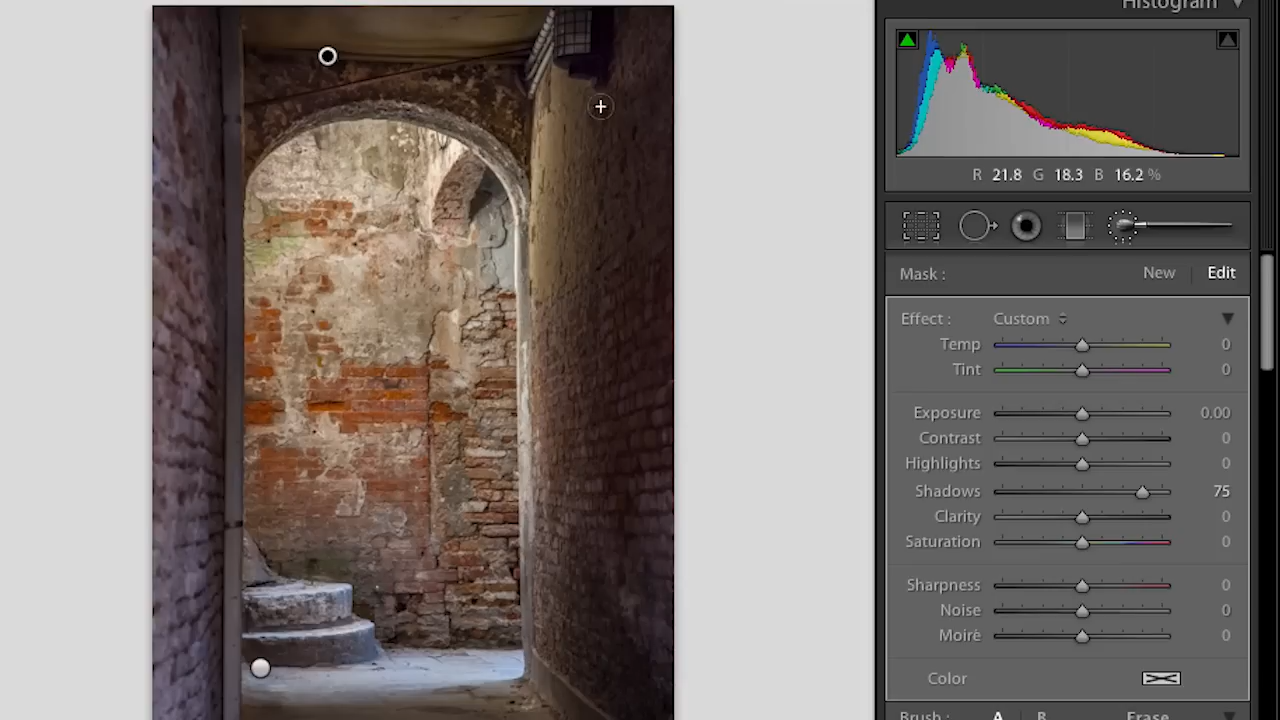 Histogram
R 21.8 G 18.3 B 16.2 %
Mask : New Edit
Effect : Custom
Temp 0
Tint 0
Exposure 0.00
Contrast 0
Highlights 0
Shadows 75
Clarity 0
Saturation 0
Sharpness 0
Noise 0
Moiré 0
Color
Brush : A B Erase